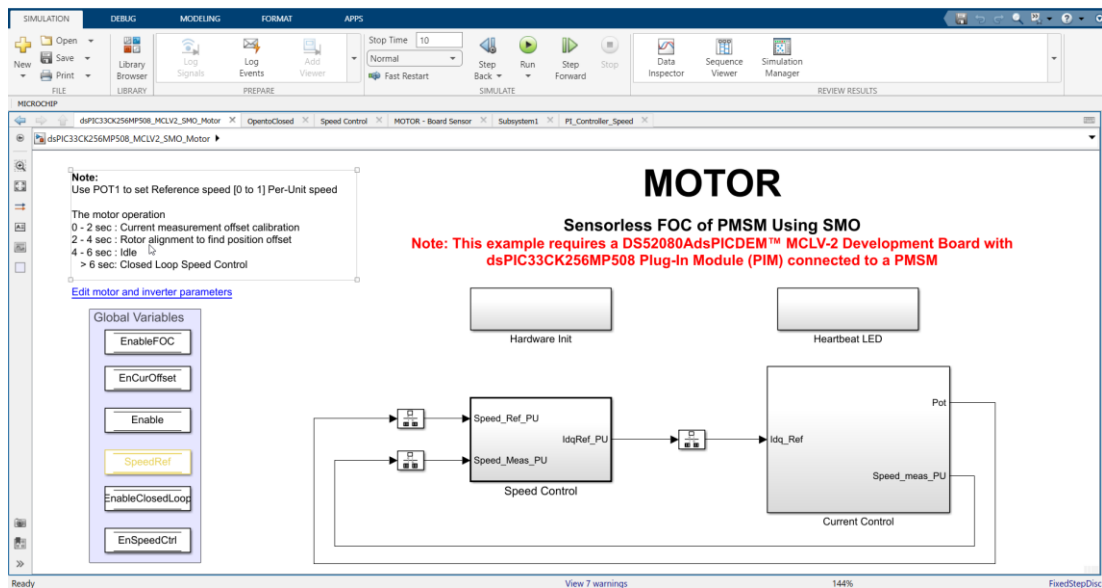 SIMULATION DEBUG MODELING FORMAT APPS
New
Open
Save
Print
FILE
Library Browser
LIBRARY
Log Signals
Log Events
Add Viewer
PREPARE
Stop Time 10
Normal
Fast Restart
Step Back
Run
Step Forward
Stop
SIMULATE
Data Inspector
Sequence Viewer
Simulation Manager
REVIEW RESULTS
MICROCHIP
dsPIC33CK256MP508_MCLV2_SMO_Motor OpentoClosed Speed Control MOTOR - Board Sensor Subsystem1 PI_Controller_Speed
dsPIC33CK256MP508_MCLV2_SMO_Motor
Note:
Use POT1 to set Reference speed [0 to 1] Per-Unit speed
The motor operation
0 - 2 sec : Current measurement offset calibration
2 - 4 sec : Rotor alignment to find position offset
4 - 6 sec : Idle
> 6 sec: Closed Loop Speed Control
Edit motor and inverter parameters
MOTOR
Sensorless FOC of PMSM Using SMO
Note: This example requires a DS52080AdsPICDEM™ MCLV-2 Development Board with
dsPIC33CK256MP508 Plug-In Module (PIM) connected to a PMSM
Global Variables
EnableFOC
EnCurOffset
Enable
SpeedRef
EnableClosedLoop
EnSpeedCtrl
Hardware Init
Heartbeat LED
Speed_Ref_PU
IdqRef_PU
Speed_Meas_PU
Speed Control
Pot
Idq_Ref
Speed_meas_PU
Current Control
Ready View 7 warnings 144% FixedStepDisc